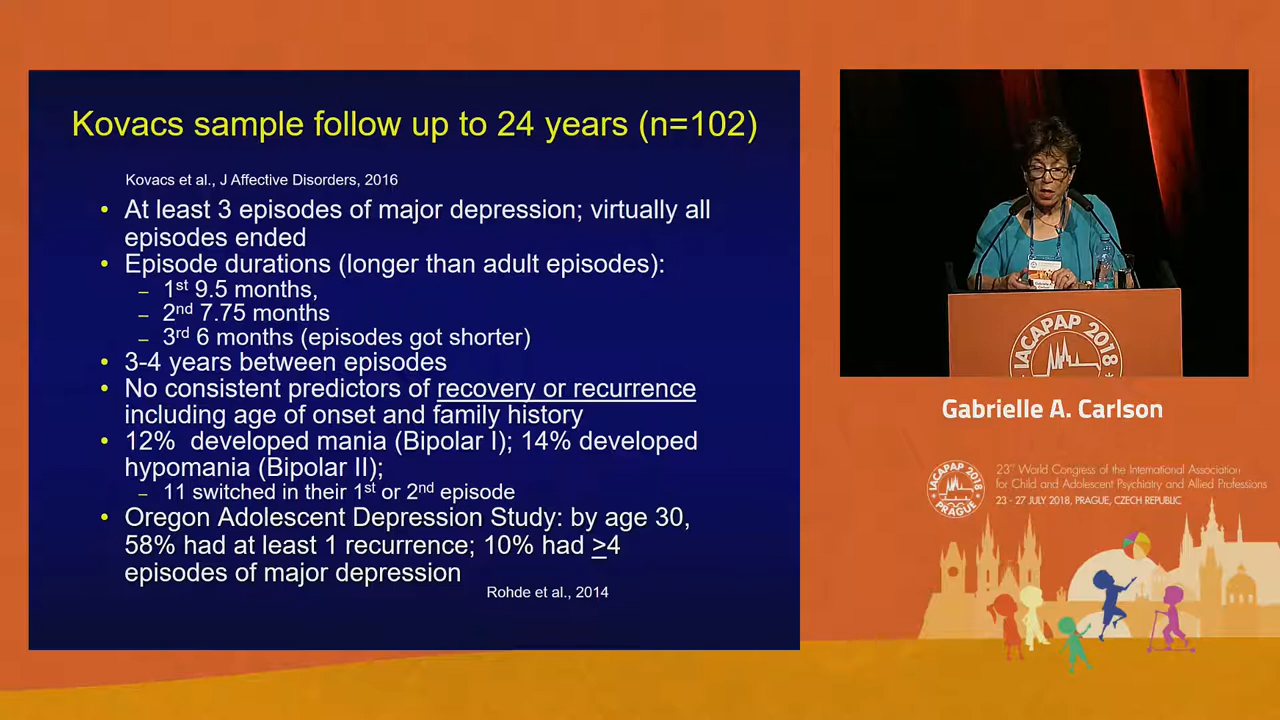 Kovacs sample follow up to 24 years (n=102)
Kovacs et al., J Affective Disorders, 2016
• At least 3 episodes of major depression; virtually all
episodes ended
• Episode durations (longer than adult episodes):
– 1st 9.5 months,
– 2nd 7.75 months
– 3rd 6 months (episodes got shorter)
• 3-4 years between episodes
• No consistent predictors of recovery or recurrence
including age of onset and family history
• 12% developed mania (Bipolar I); 14% developed
hypomania (Bipolar II);
– 11 switched in their 1st or 2nd episode
• Oregon Adolescent Depression Study: by age 30,
58% had at least 1 recurrence; 10% had >4
episodes of major depression
Rohde et al., 2014
IACAPAP 2018
Gabrielle A. Carlson
IACAPAP 2018
PRAGUE
23rd World Congress of the International Association
for Child and Adolescent Psychiatry and Allied Professions
23 - 27 JULY 2018, PRAGUE, CZECH REPUBLIC